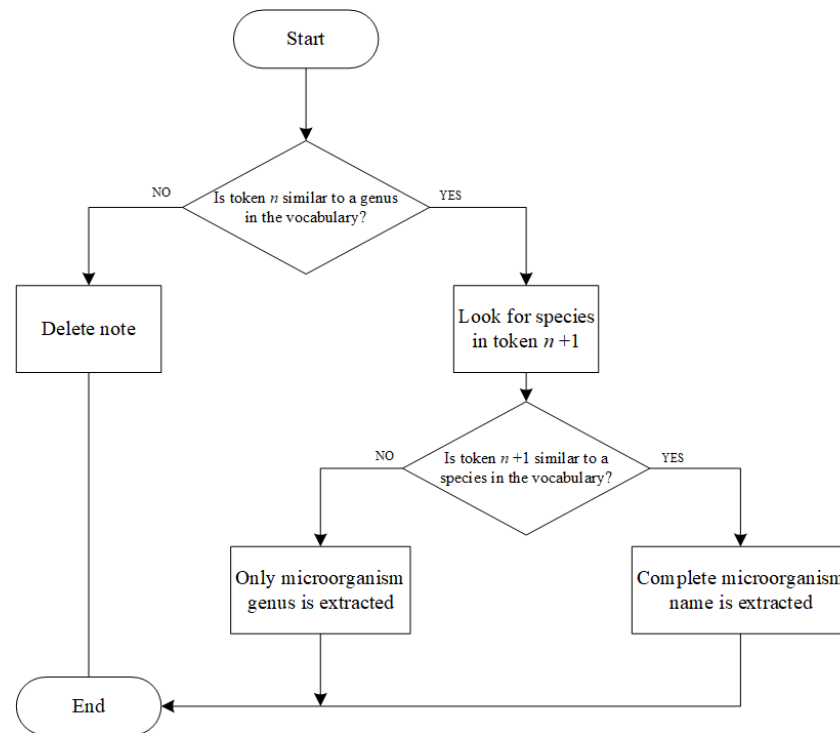 Start
Is token n similar to a genus
in the vocabulary?
NO
YES
Delete note
Look for species
in token n +1
Is token n +1 similar to a
species in the vocabulary?
NO
YES
Only microorganism
genus is extracted
Complete microorganism
name is extracted
End